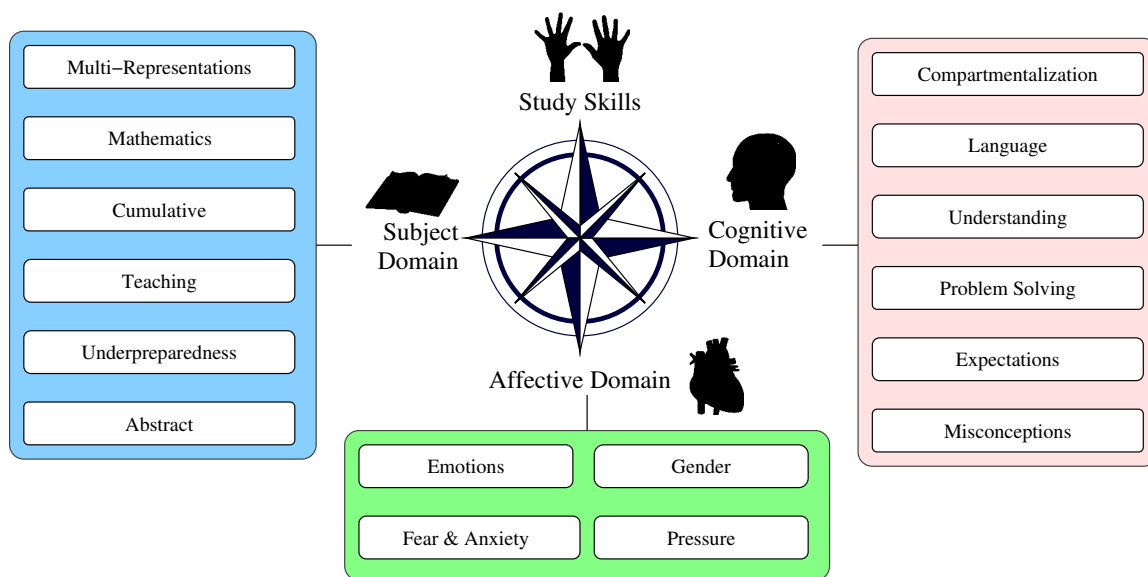 Study Skills
Multi−Representations
Mathematics
Cumulative
Teaching
Underpreparedness
Abstract
Subject
Domain
Cognitive
Domain
Compartmentalization
Language
Understanding
Problem Solving
Expectations
Misconceptions
Affective Domain
Emotions
Gender
Fear & Anxiety
Pressure